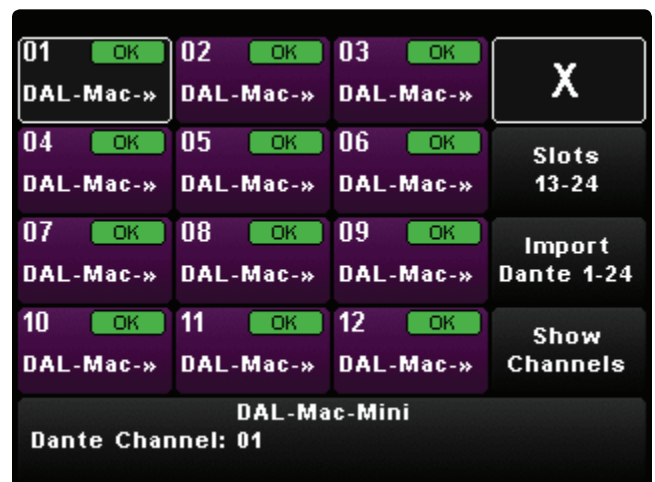 01 OK 02 OK 03 OK
DAL-Mac-» DAL-Mac-» DAL-Mac-» X
04 OK 05 OK 06 OK Slots
DAL-Mac-» DAL-Mac-» DAL-Mac-» 13-24
07 OK 08 OK 09 OK Import
DAL-Mac-» DAL-Mac-» DAL-Mac-» Dante 1-24
10 OK 11 OK 12 OK Show
DAL-Mac-» DAL-Mac-» DAL-Mac-» Channels
DAL-Mac-Mini
Dante Channel: 01